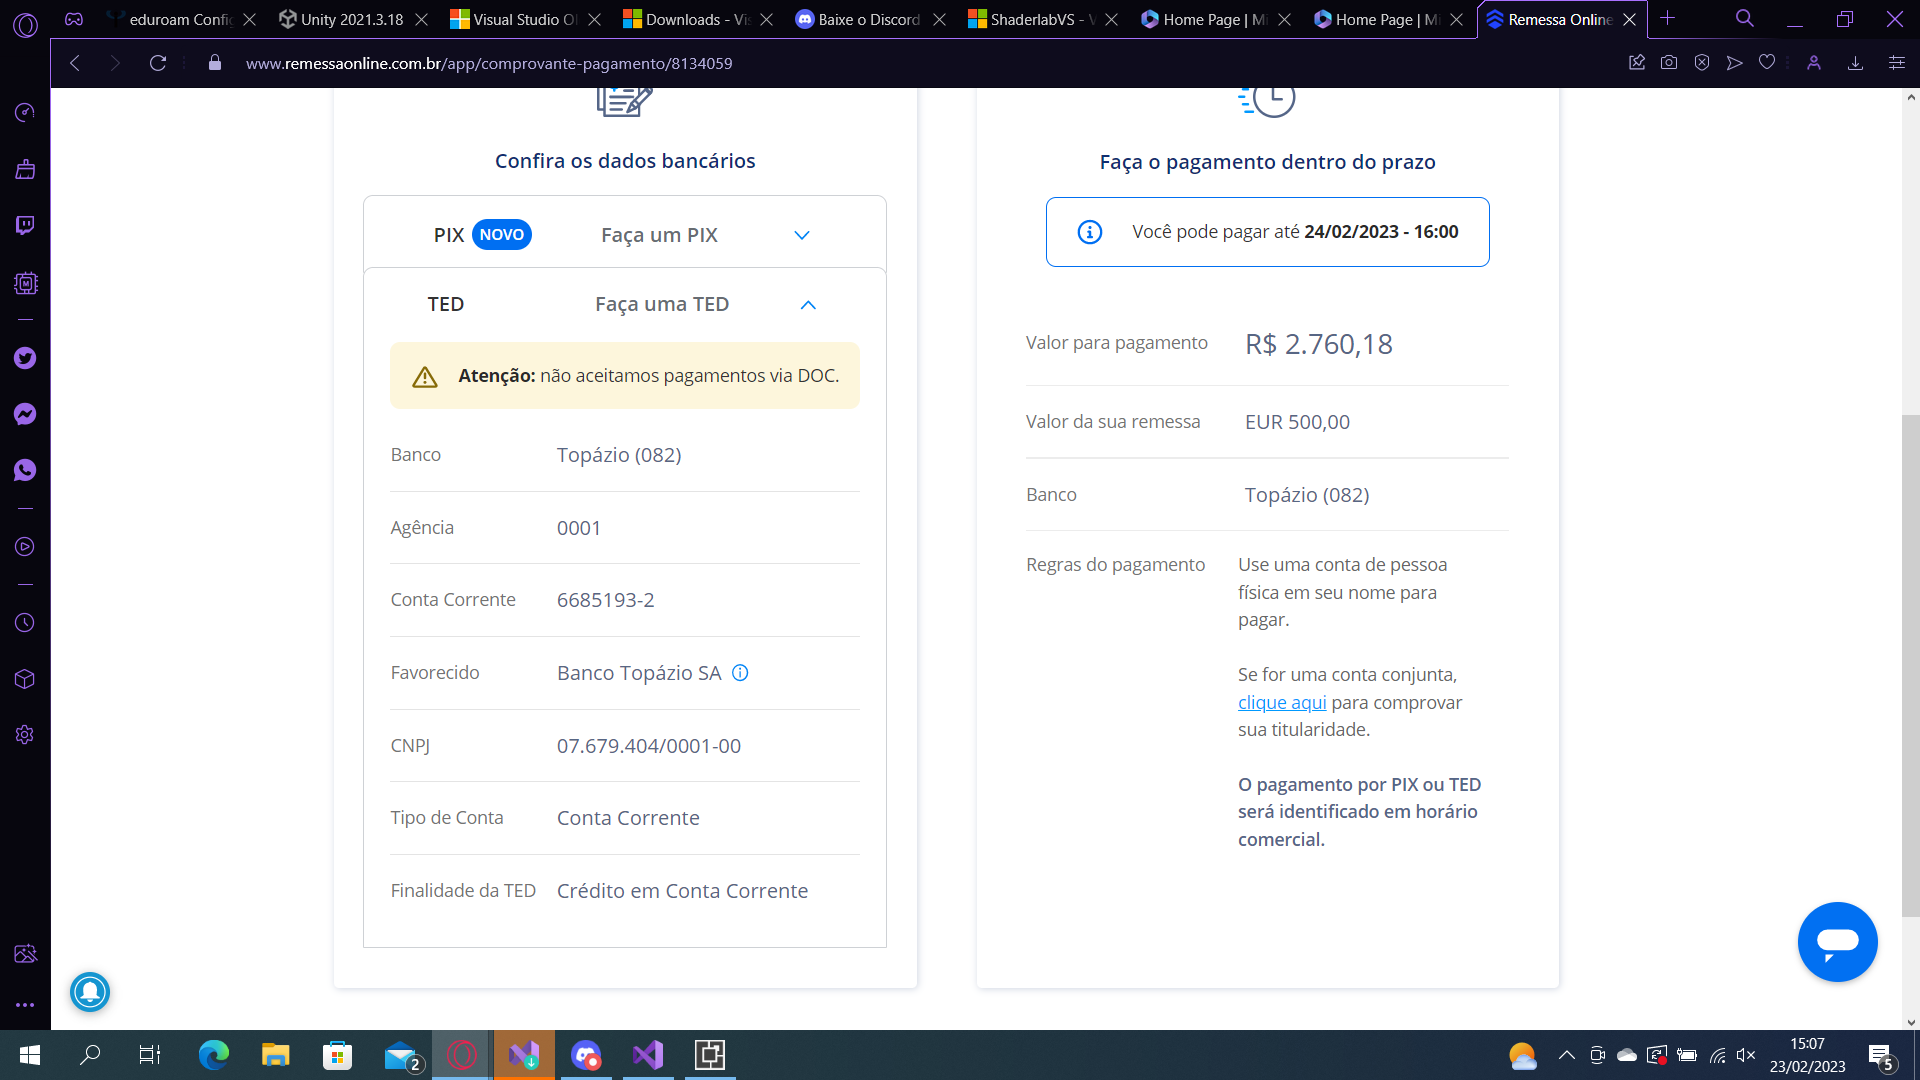 eduroam Config
Unity 2021.3.18
Visual Studio Ol
Downloads - Vis
Baixe o Discord
ShaderlabVS - V
Home Page | Mi
Home Page | Mi
Remessa Online
www.remessaonline.com.br/app/comprovante-pagamento/8134059
Confira os dados bancários
PIX NOVO Faça um PIX
TED Faça uma TED
Atenção: não aceitamos pagamentos via DOC.
Banco Topázio (082)
Agência 0001
Conta Corrente 6685193-2
Favorecido Banco Topázio SA
CNPJ 07.679.404/0001-00
Tipo de Conta Conta Corrente
Finalidade da TED Crédito em Conta Corrente
Faça o pagamento dentro do prazo
Você pode pagar até 24/02/2023 - 16:00
Valor para pagamento R$ 2.760,18
Valor da sua remessa EUR 500,00
Banco Topázio (082)
Regras do pagamento Use uma conta de pessoa
física em seu nome para
pagar.
Se for uma conta conjunta,
clique aqui para comprovar
sua titularidade.
O pagamento por PIX ou TED
será identificado em horário
comercial.
2
15:07
23/02/2023
5